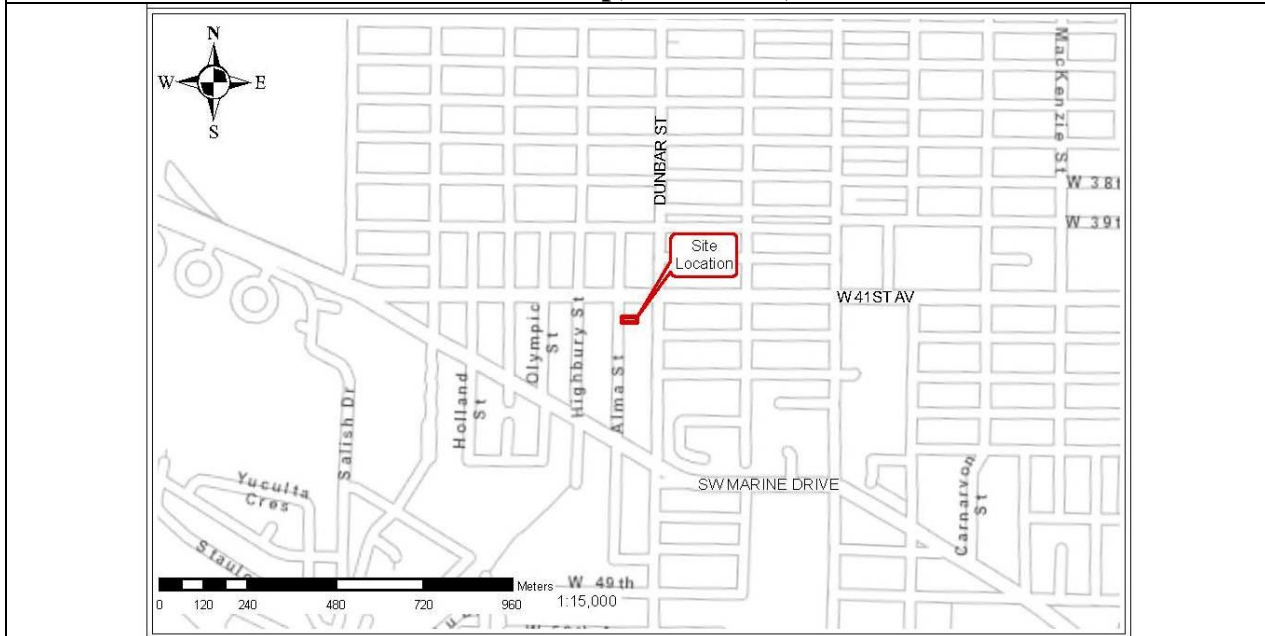 N
W E
S
MacKenzie St
DUNBAR ST
W 38t
W 39t
Site
Location
W 41ST AV
Olympic
St
Highbury St
Alma St
Holland
St
Salish Dr
Yuculta
Cres
SW MARINE DRIVE
Carnarvon
St
Meters
W 49th
0 120 240 480 720 960
1:15,000